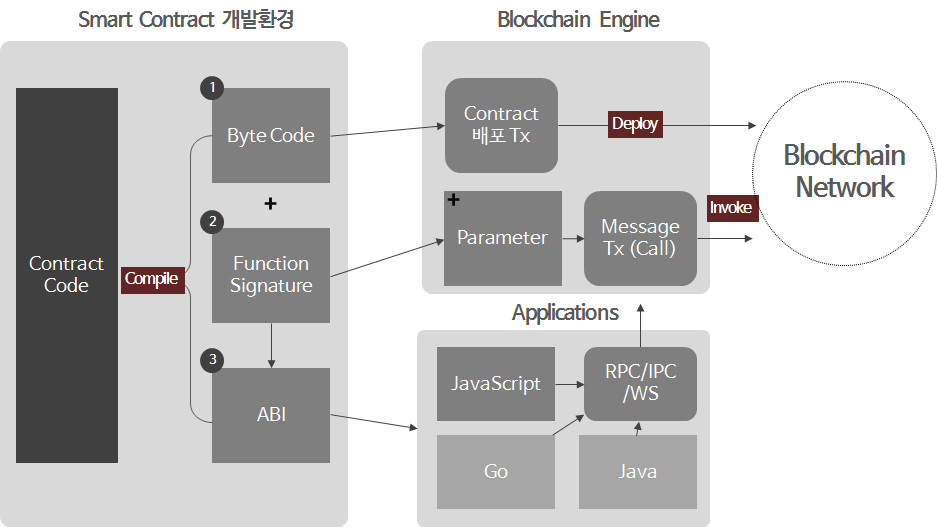 Smart Contract 개발환경
Contract
Code
Compile
1
Byte Code
+
2
Function
Signature
3
ABI
Blockchain Engine
Contract
배포 Tx
Deploy
+
Parameter
Message
Tx (Call)
Invoke
Blockchain
Network
Applications
JavaScript
RPC/IPC
/WS
Go
Java